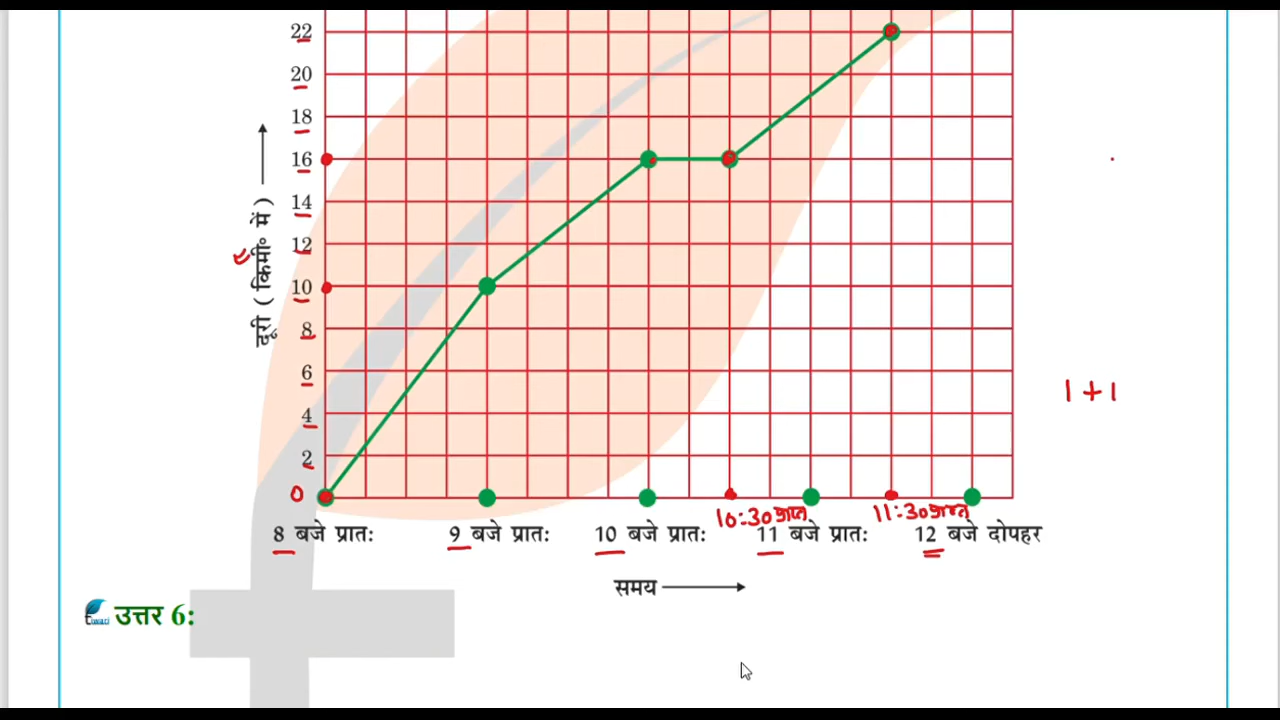 22
20
18
16
14
12
10
8
6
4
2
0
दूरी ( किमी॰ में )
1 + 1
10:30 प्रातः 11:30 प्रातः
8 बजे प्रातः 9 बजे प्रातः 10 बजे प्रातः 11 बजे प्रातः 12 बजे दोपहर
समय
उत्तर 6: